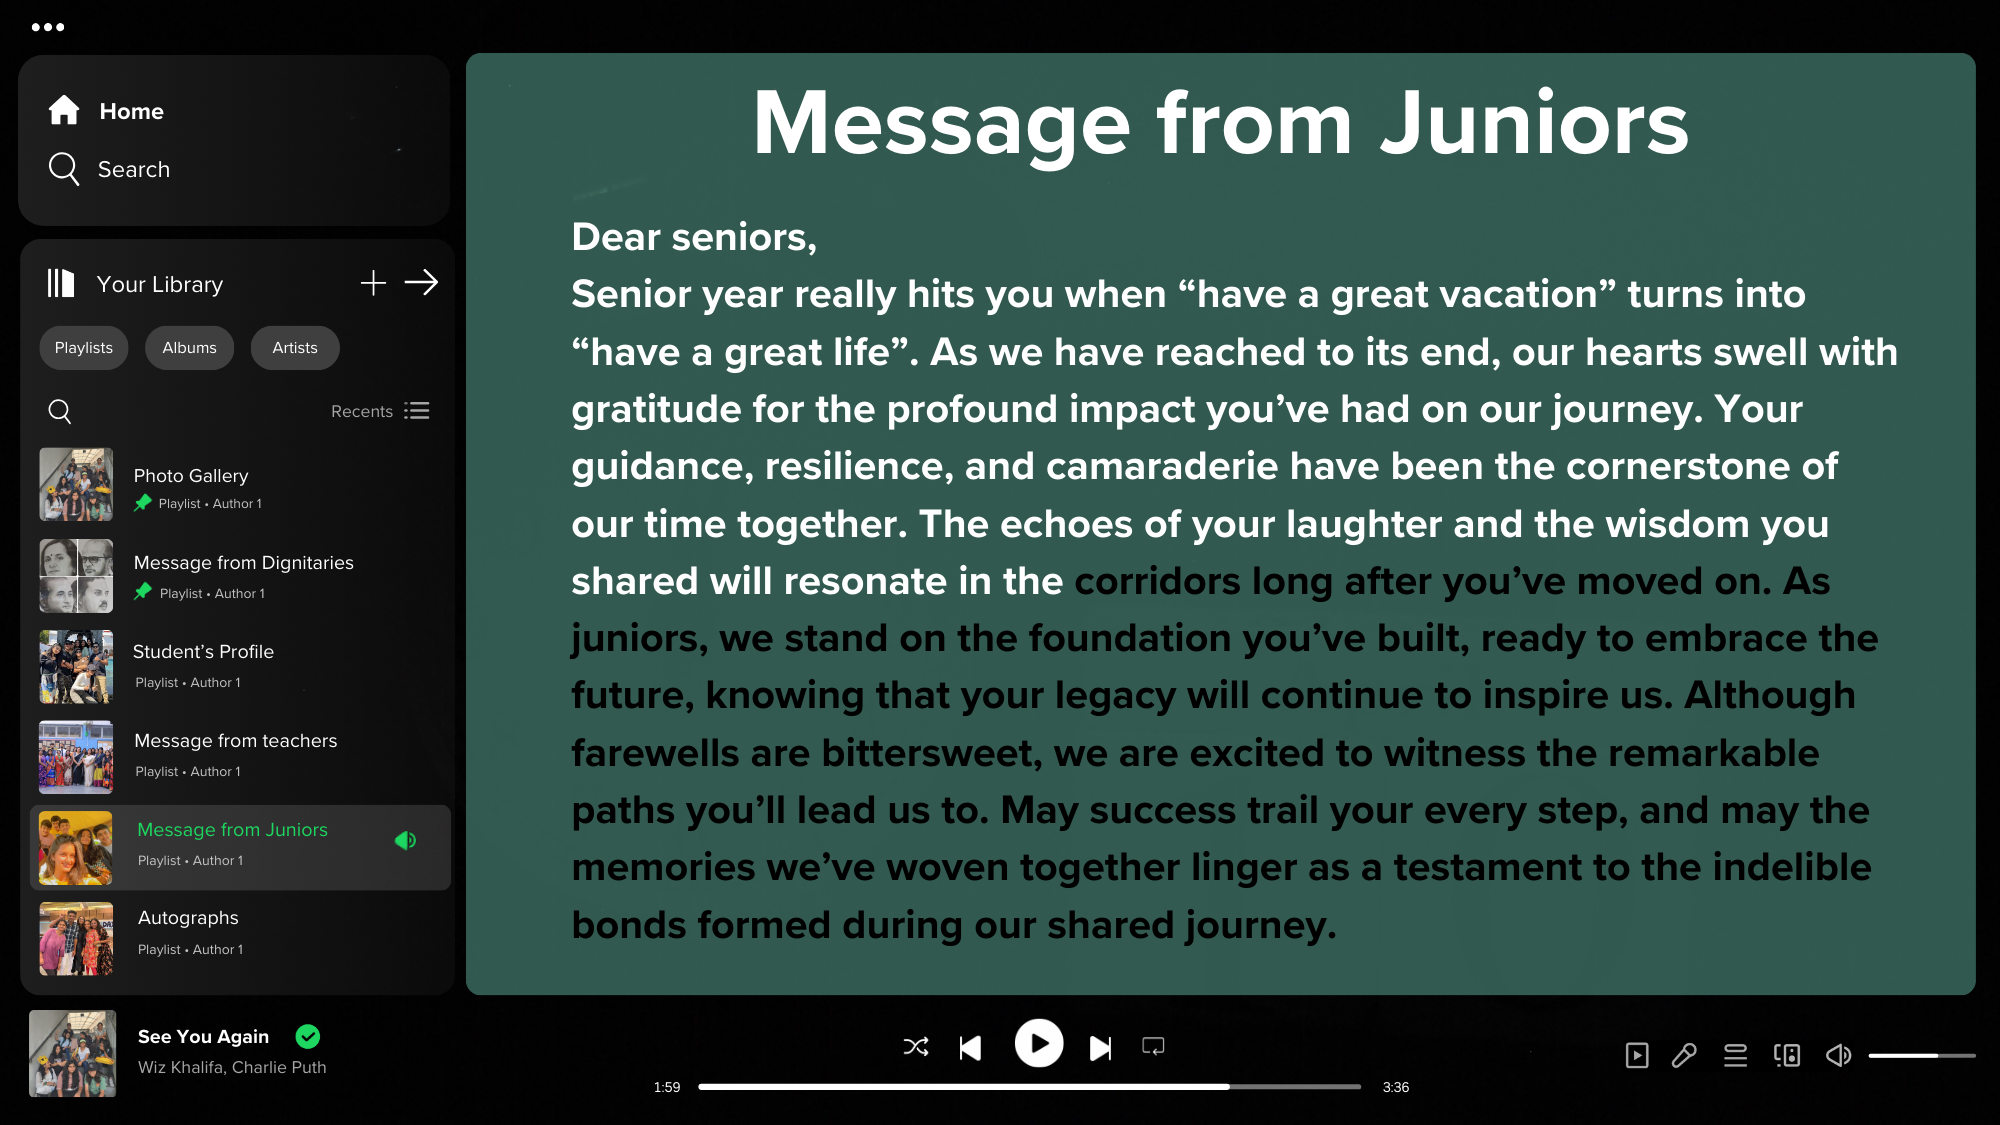 Home
Search
Your Library
Playlists
Albums
Artists
Recents
Photo Gallery
Playlist • Author 1
Message from Dignitaries
Playlist • Author 1
Student’s Profile
Playlist • Author 1
Message from teachers
Playlist • Author 1
Message from Juniors
Playlist • Author 1
Autographs
Playlist • Author 1
Message from Juniors
Dear seniors,
Senior year really hits you when “have a great vacation” turns into
“have a great life”. As we have reached to its end, our hearts swell with
gratitude for the profound impact you’ve had on our journey. Your
guidance, resilience, and camaraderie have been the cornerstone of
our time together. The echoes of your laughter and the wisdom you
shared will resonate in the corridors long after you’ve moved on. As
juniors, we stand on the foundation you’ve built, ready to embrace the
future, knowing that your legacy will continue to inspire us. Although
farewells are bittersweet, we are excited to witness the remarkable
paths you’ll lead us to. May success trail your every step, and may the
memories we’ve woven together linger as a testament to the indelible
bonds formed during our shared journey.
See You Again
Wiz Khalifa, Charlie Puth
1:59
3:36